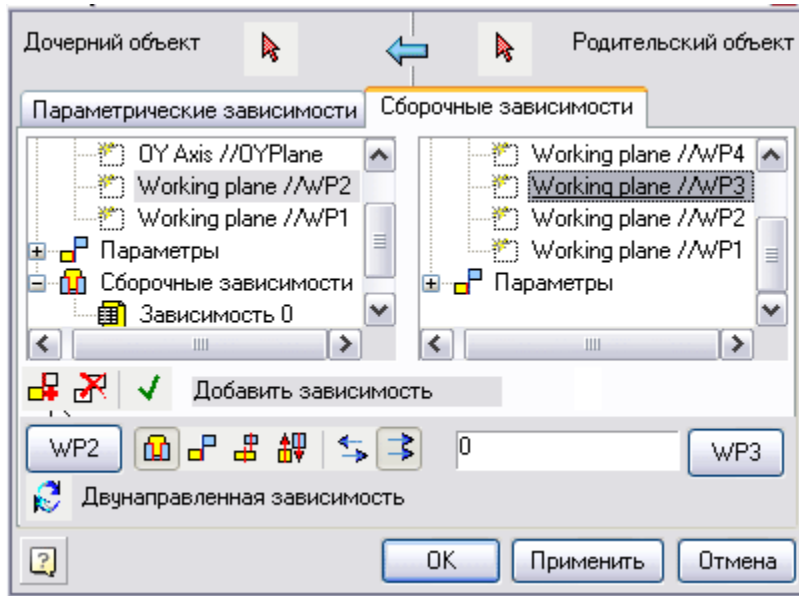 Дочерний объект
Родительский объект
Параметрические зависимости
Сборочные зависимости
OY Axis //OYPlane
Working plane //WP2
Working plane //WP1
Параметры
Сборочные зависимости
Зависимость 0
Working plane //WP4
Working plane //WP3
Working plane //WP2
Working plane //WP1
Параметры
Добавить зависимость
WP2
0
WP3
Двунаправленная зависимость
OK
Применить
Отмена